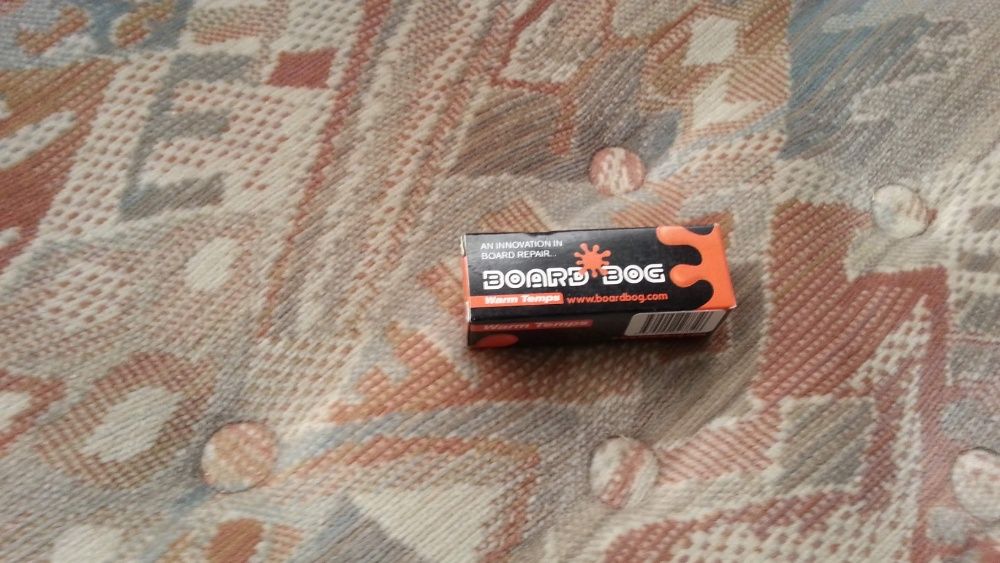 AN INNOVATION IN
BOARD REPAIR...
BOARD BOG
Warm Temps www.boardbog.com
Warm Temps